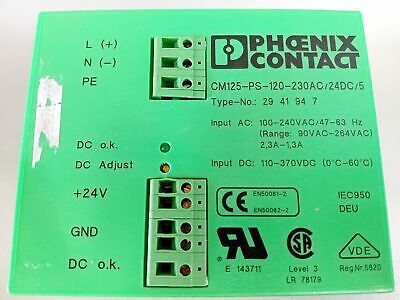 L (+)
N (–)
PE
PHŒNIX
CONTACT
CM125-PS-120-230AC/24DC/5
Type-No.: 29 41 94 7
Input AC: 100-240VAC/47-63 Hz
(Range: 90VAC-264VAC)
2,3A-1,3A
Input DC: 110-370VDC (0°C-60°C)
DC o.k.
DC Adjust
+24V
GND
DC o.k.
CE
EN50081-2
EN50082-2
IEC950
DEU
E 143711
Level 3
LR 78179
VDE
Reg.Nr.5820